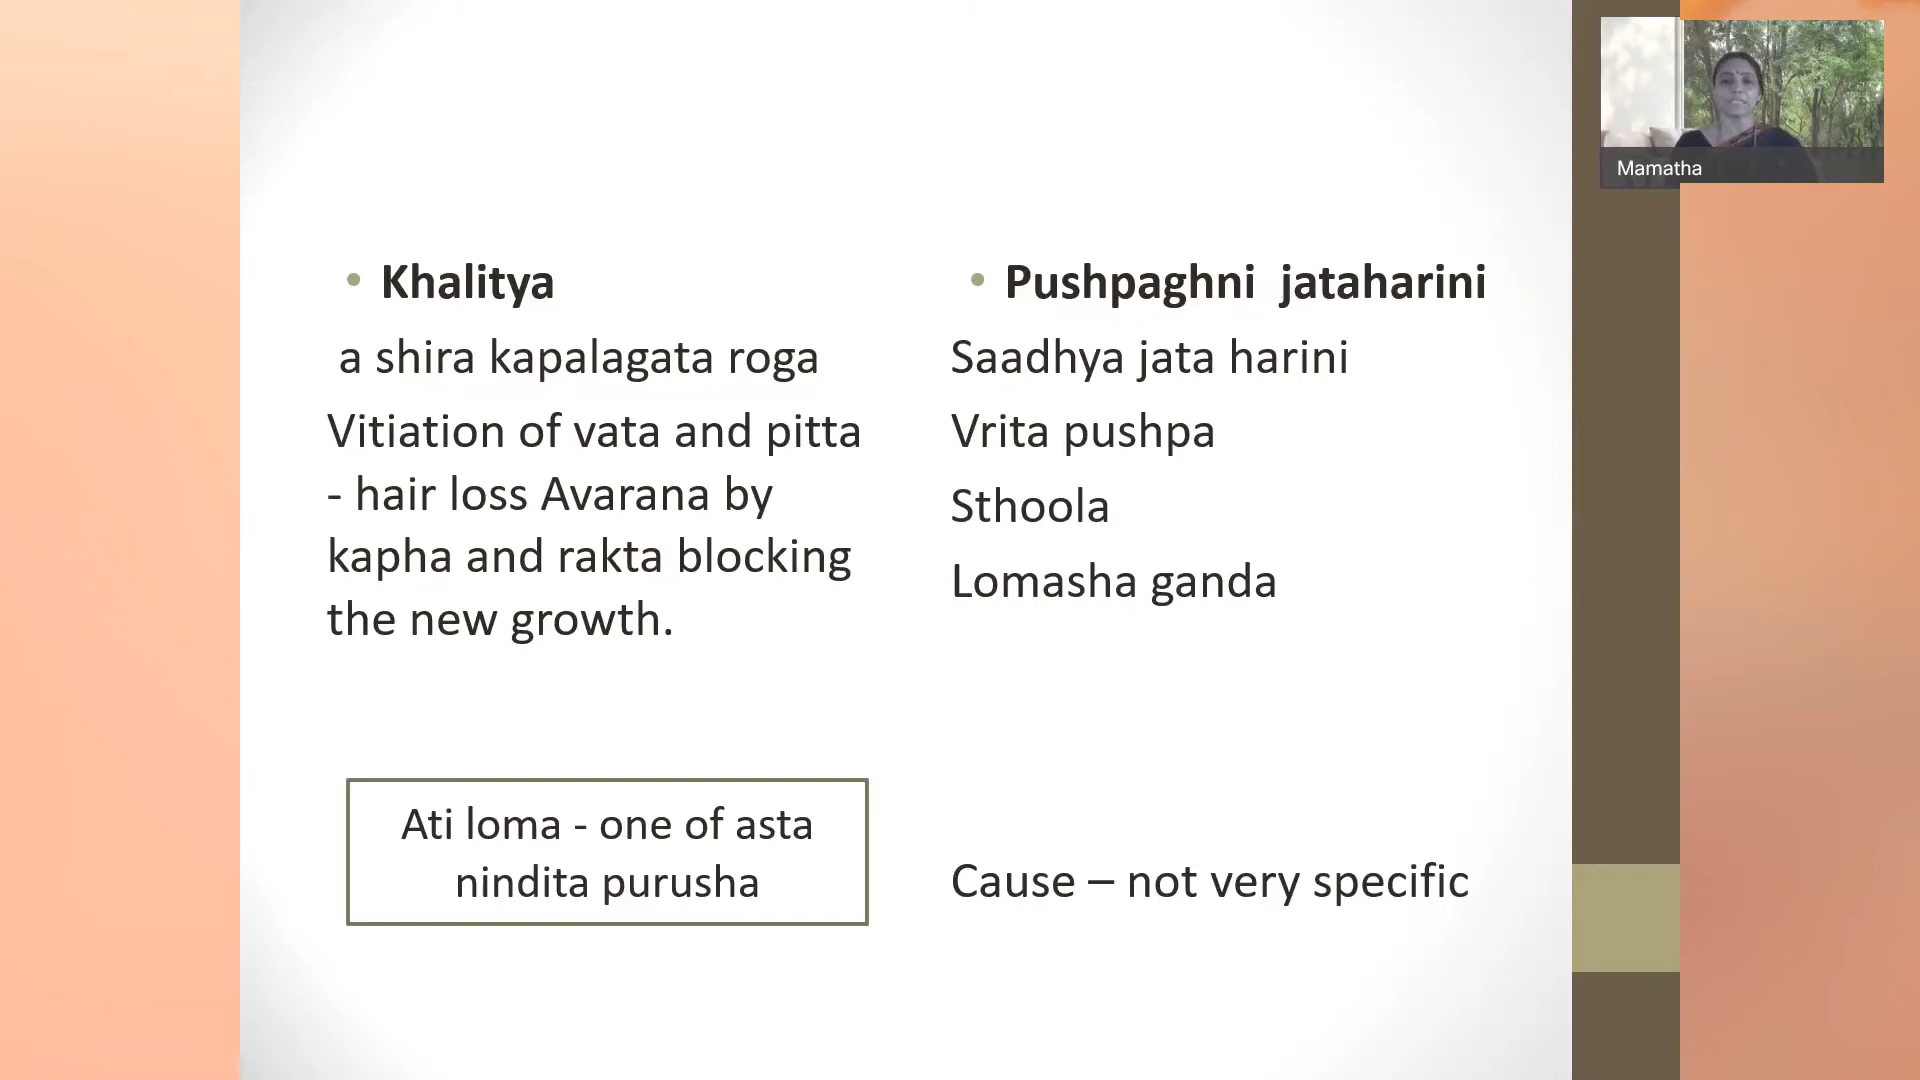 Khalitya
a shira kapalagata roga
Vitiation of vata and pitta
- hair loss Avarana by
kapha and rakta blocking
the new growth.
Ati loma - one of asta
nindita purusha
Pushpaghni jataharini
Saadhya jata harini
Vrita pushpa
Sthoola
Lomasha ganda
Cause – not very specific
Mamatha